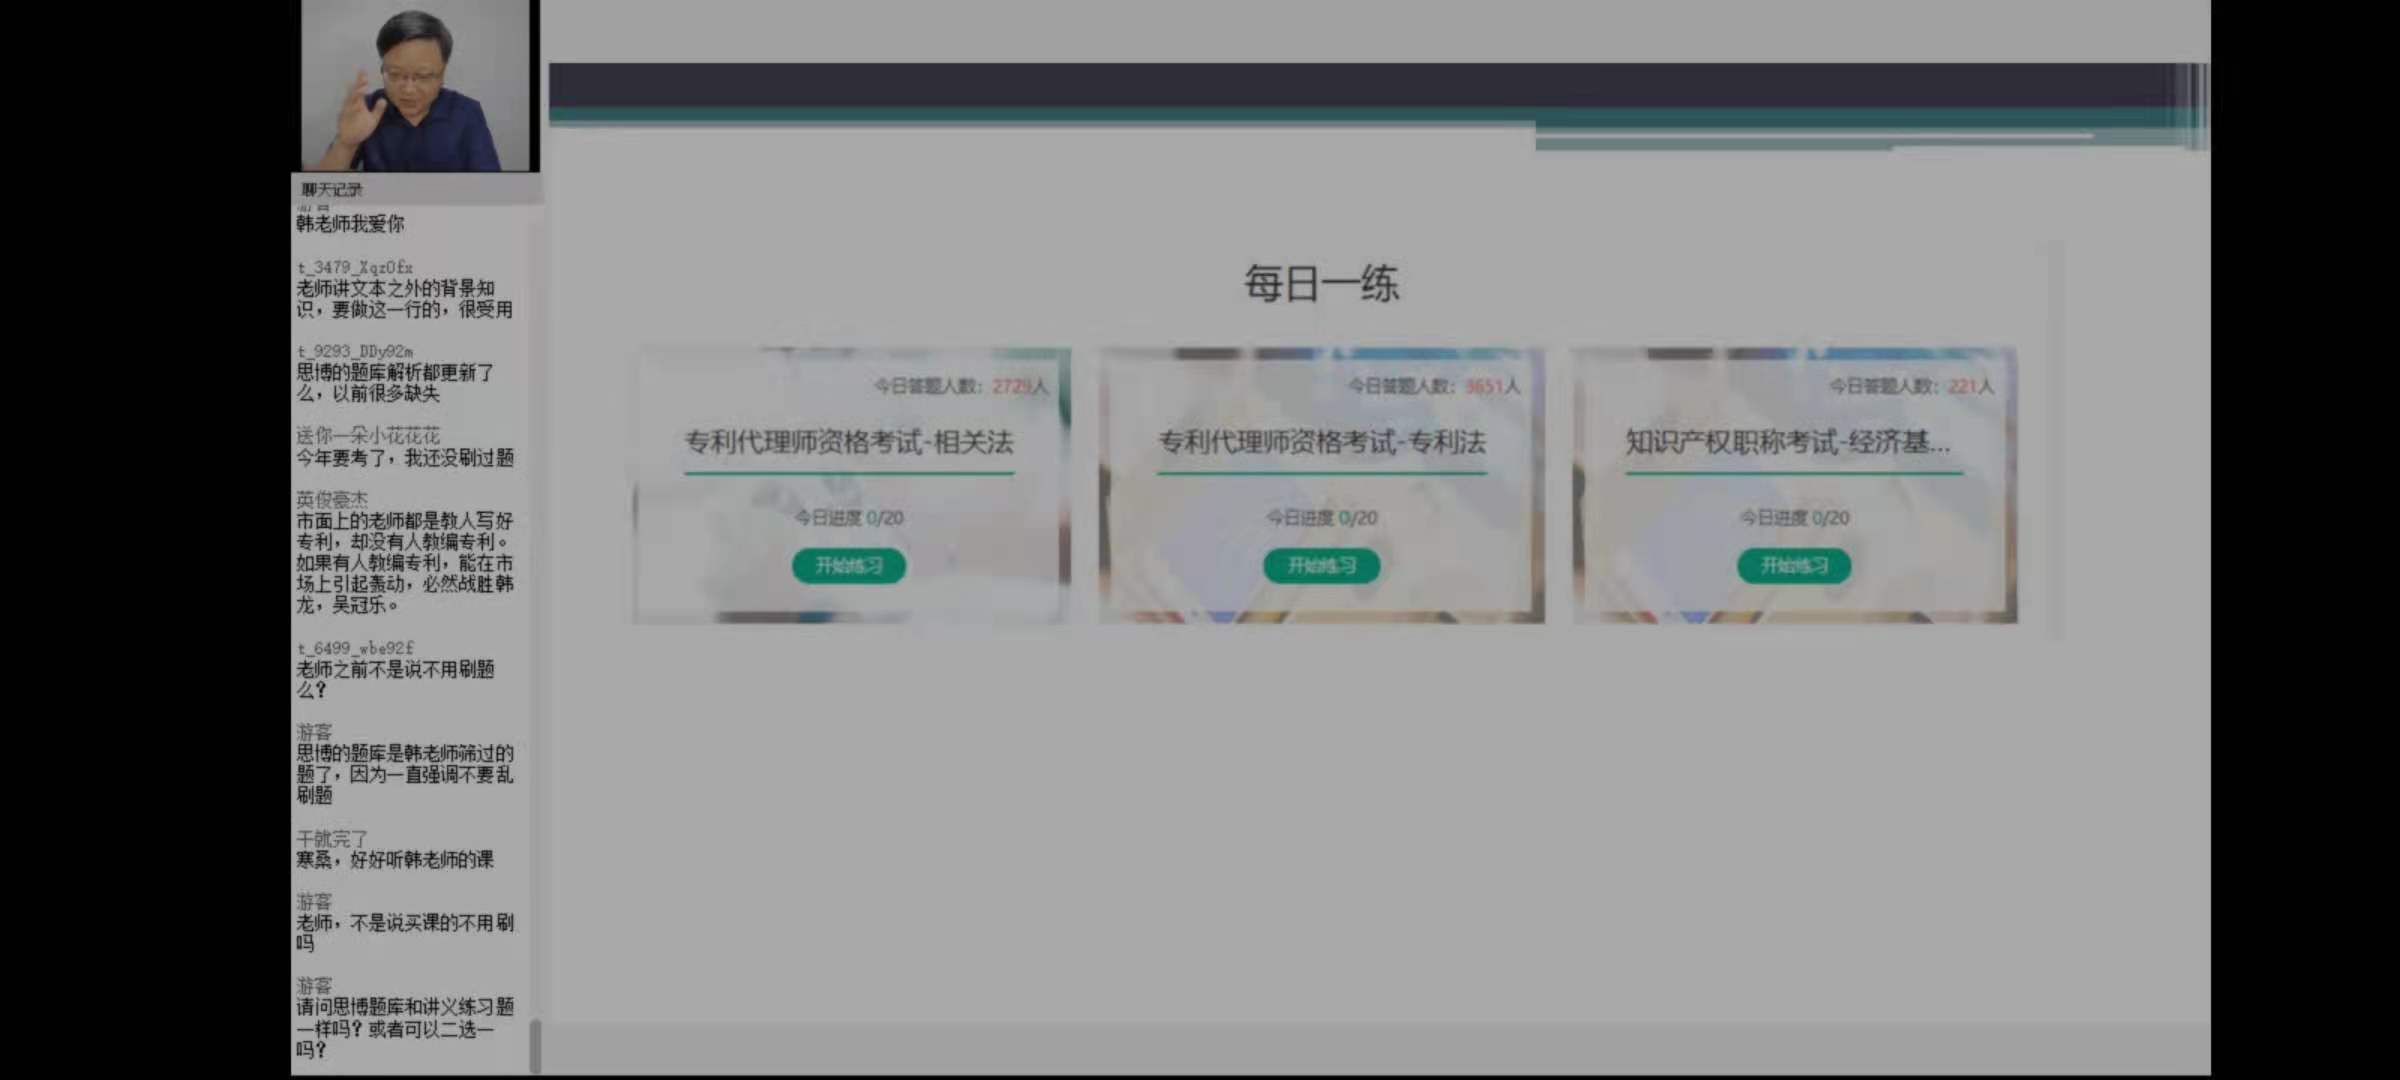 聊天记录
韩老师我爱你
t_3479_XqzOfx
老师讲文本之外的背景知
识，要做这一行的，很受用
t_9293_DDy92m
思博的题库解析都更新了
么，以前很多缺失
送你一朵小花花花
今年要考了，我还没刷过题
英俊豪杰
市面上的老师都是教人写好
专利，却没有人教编专利。
如果有人教编专利，能在市
场上引起轰动，必然战胜韩
龙，吴冠乐。
t_6499_wbe92f
老师之前不是说不用刷题
么？
游客
思博的题库是韩老师筛过的
题了，因为一直强调不要乱
刷题
干就完了
寒桑，好好听韩老师的课
游客
老师，不是说买课的不用刷
吗
游客
请问思博题库和讲义练习题
一样吗？或者可以二选一
吗？
每日一练
今日答题人数：2729人
专利代理师资格考试-相关法
今日进度 0/20
开始练习
今日答题人数：3651人
专利代理师资格考试-专利法
今日进度 0/20
开始练习
今日答题人数：221人
知识产权职称考试-经济基...
今日进度 0/20
开始练习